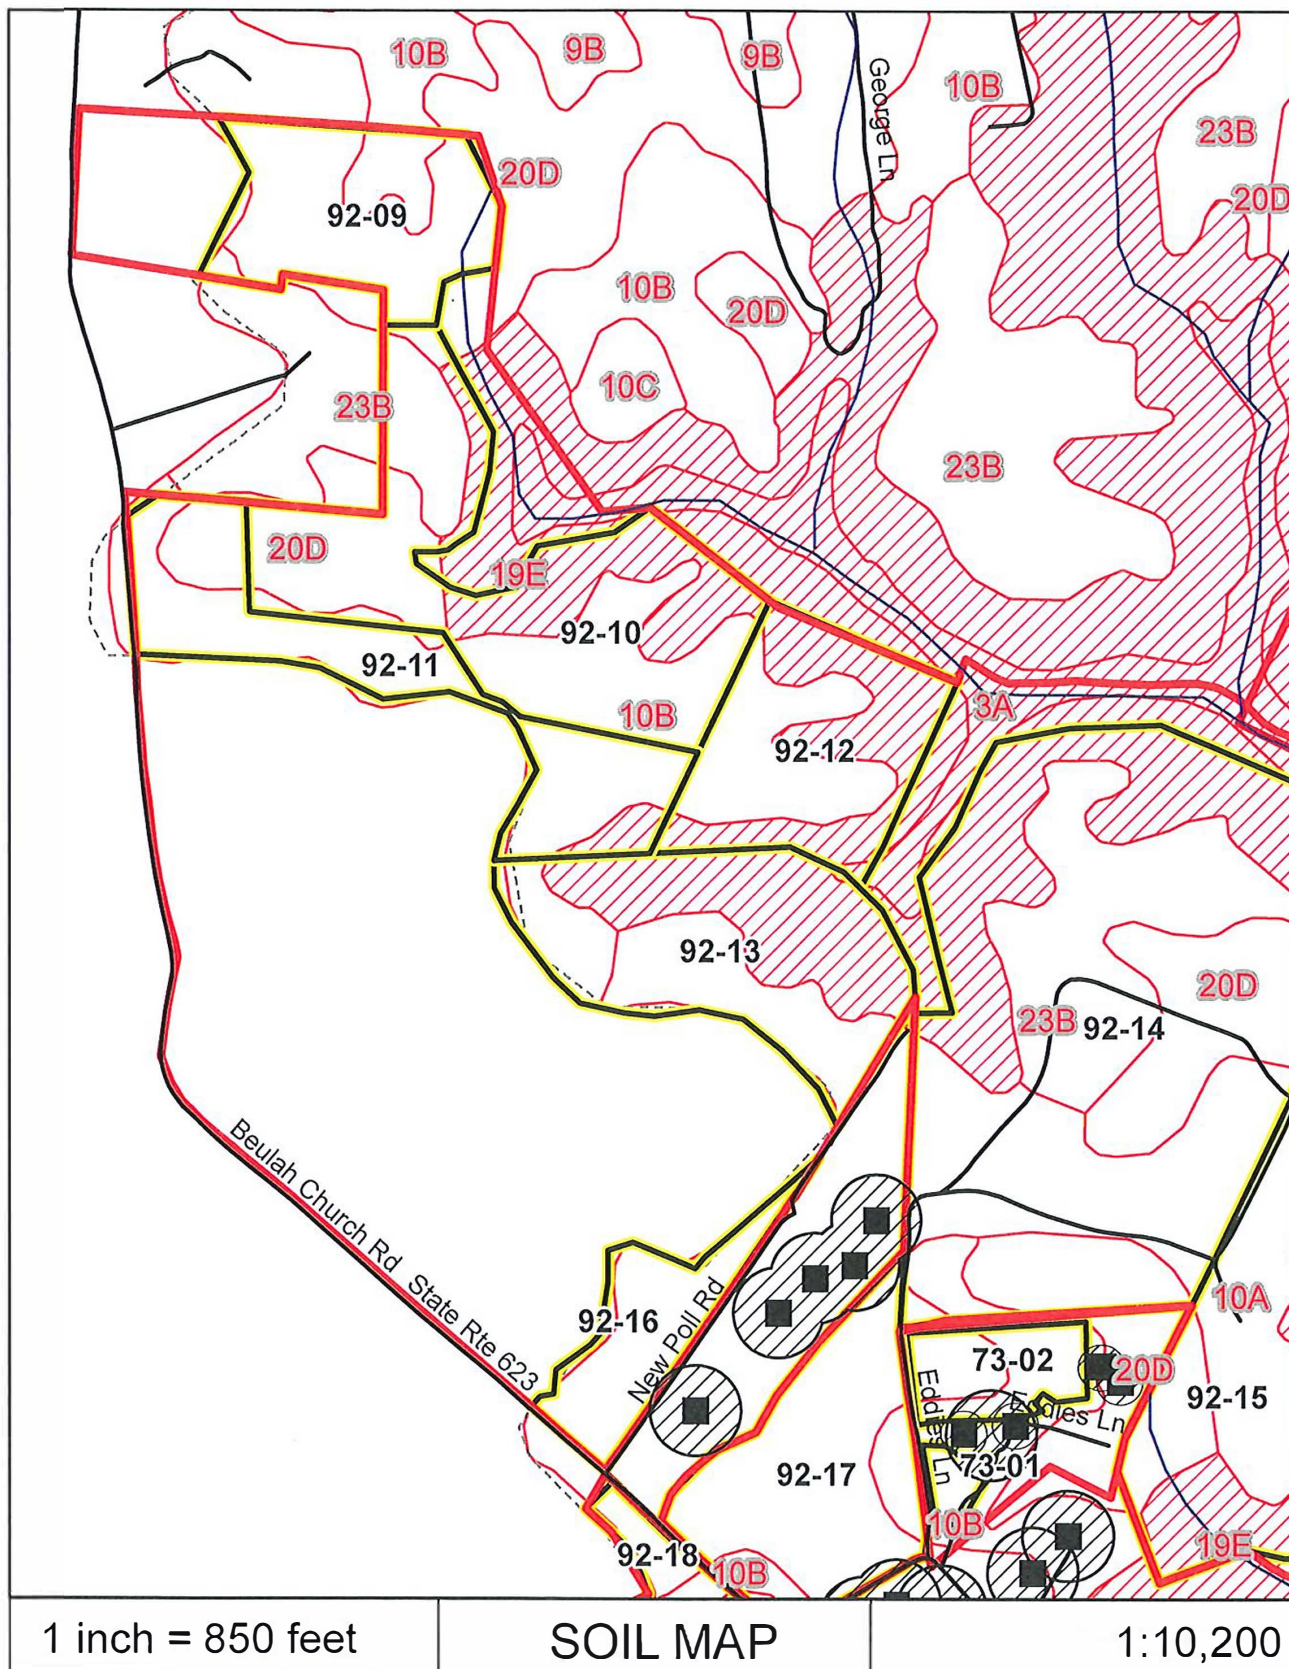 10B
9B
9B
George Ln
10B
23B
20D
20D
92-09
10B
20D
10C
23B
23B
20D
19E
92-10
92-11
10B
3A
92-12
92-13
20D
23B
92-14
Beulah Church Rd State Rte 623
10A
92-16
New Poll Rd
73-02
20D
92-15
Eddies Ln
Eddies Ln
73-01
92-17
10B
19E
92-18
10B
1 inch = 850 feet
SOIL MAP
1:10,200